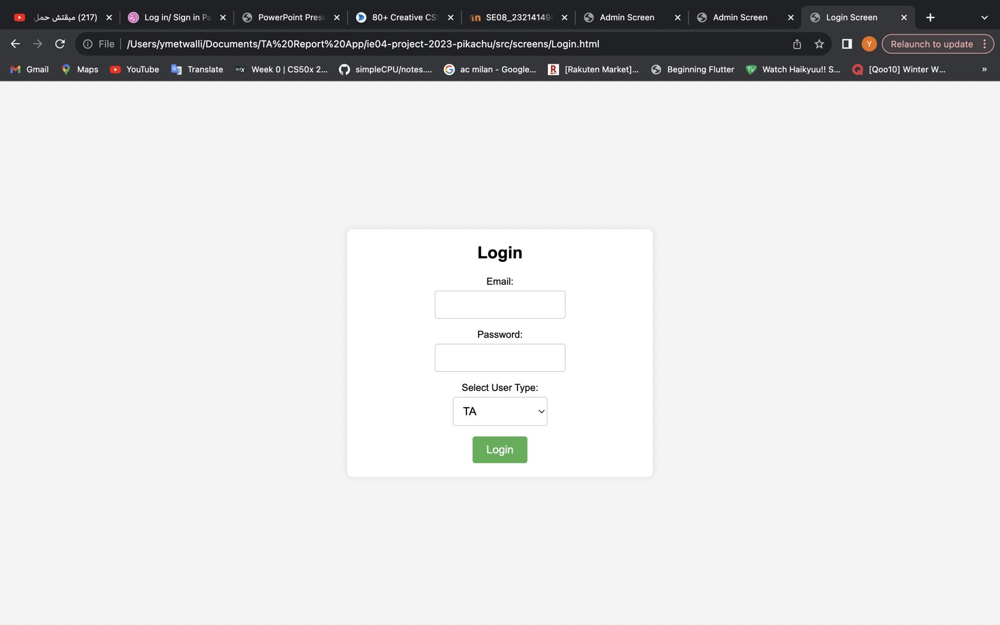 (217) مبقتش حمل
Log in/ Sign in Pa
PowerPoint Prese
80+ Creative CSS
SE08_23214149
Admin Screen
Admin Screen
Login Screen
File
/Users/ymetwalli/Documents/TA%20Report%20App/ie04-project-2023-pikachu/src/screens/Login.html
Y
Relaunch to update
Gmail
Maps
YouTube
Translate
edX
Week 0 | CS50x 2...
simpleCPU/notes....
ac milan - Google...
R
[Rakuten Market]...
Beginning Flutter
Watch Haikyuu!! S...
[Qoo10] Winter W...
»
Login
Email:
Password:
Select User Type:
TA
Login